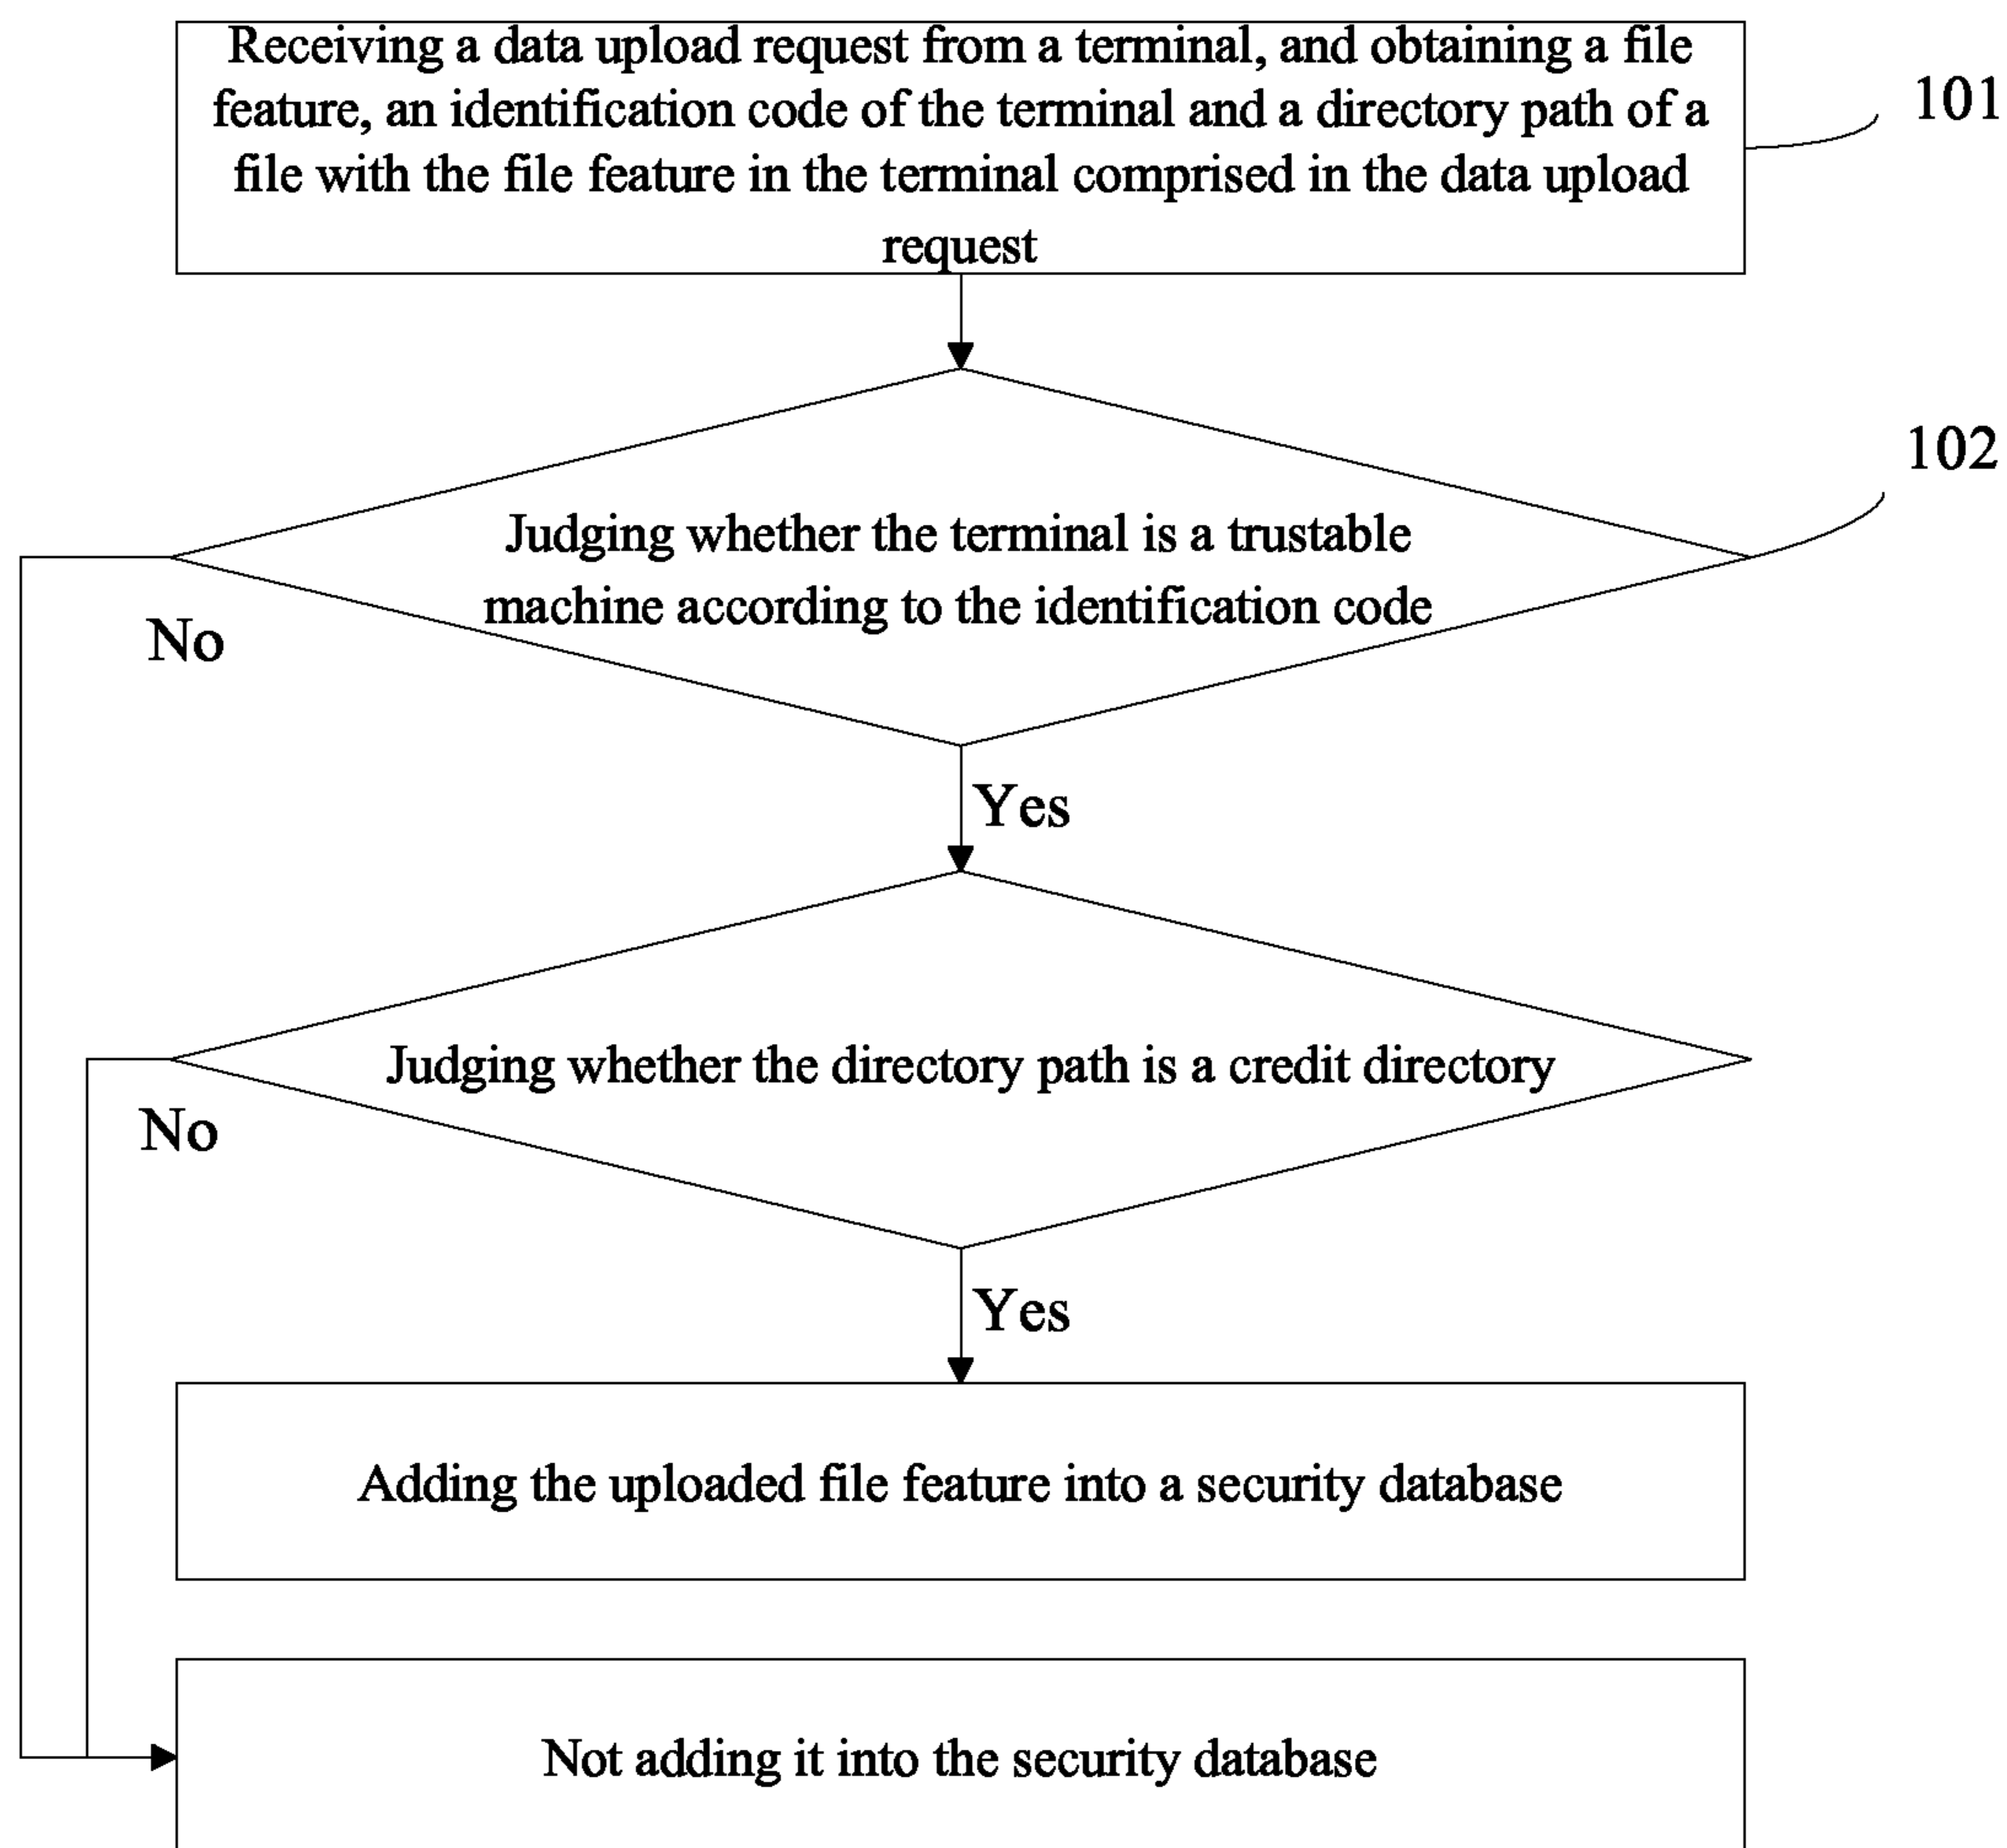 Receiving a data upload request from a terminal, and obtaining a file
feature, an identification code of the terminal and a directory path of a
file with the file feature in the terminal comprised in the data upload
request
101
102
Judging whether the terminal is a trustable
machine according to the identification code
No
Yes
Judging whether the directory path is a credit directory
No
Yes
Adding the uploaded file feature into a security database
Not adding it into the security database